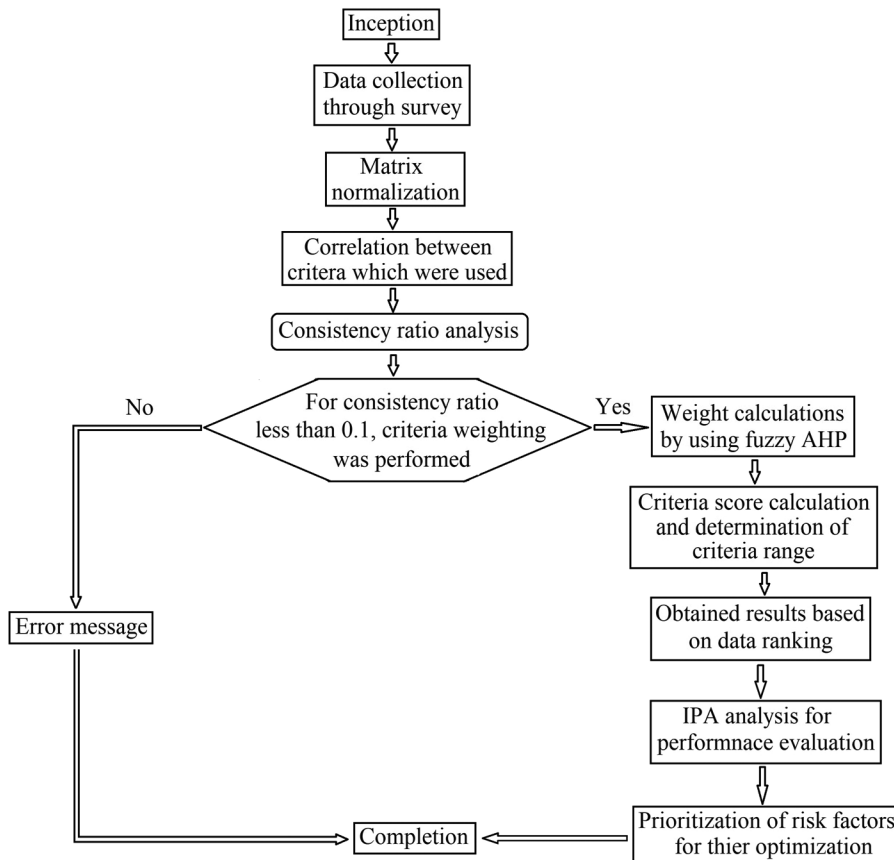 Inception
Data collection
through survey
Matrix
normalization
Correlation between
critera which were used
Consistency ratio analysis
For consistency ratio
less than 0.1, criteria weighting
was performed
No
Yes
Weight calculations
by using fuzzy AHP
Criteria score calculation
and determination of
criteria range
Obtained results based
on data ranking
IPA analysis for
performnace evaluation
Prioritization of risk factors
for thier optimization
Error message
Completion